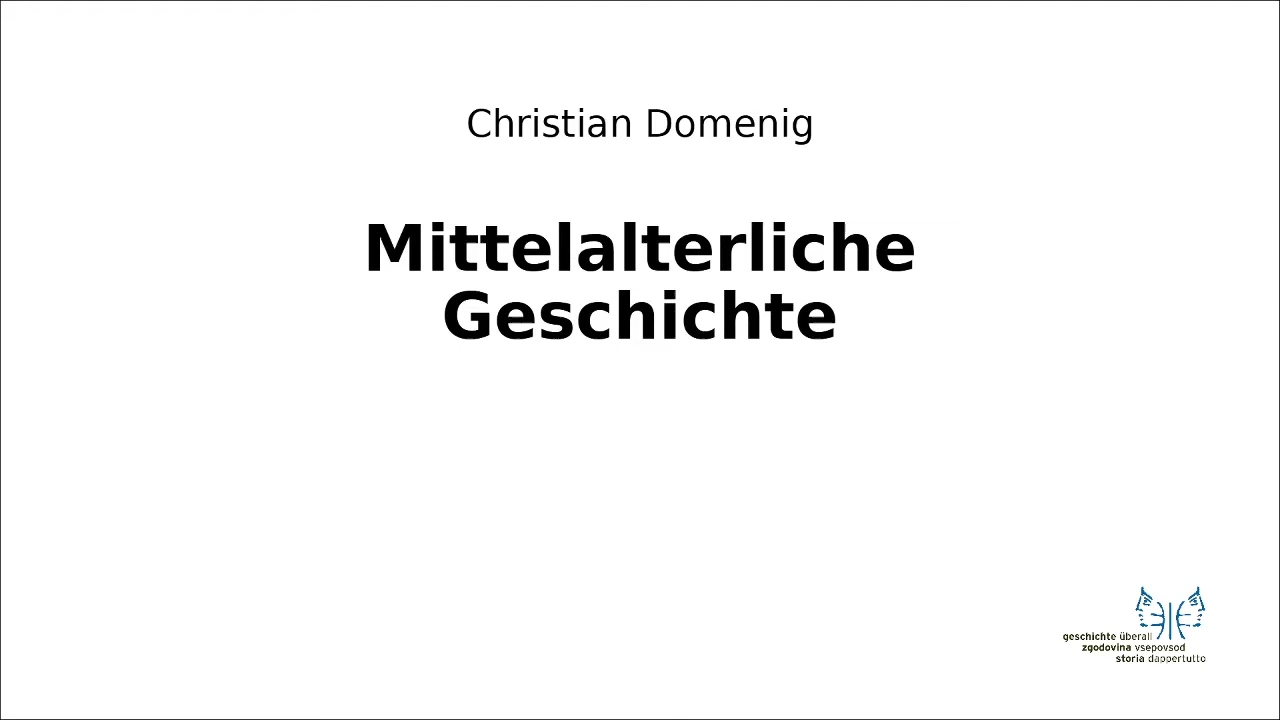 Christian Domenig
Mittelalterliche
Geschichte
geschichte überall
zgodovina vsepovsod
storia dappertutto